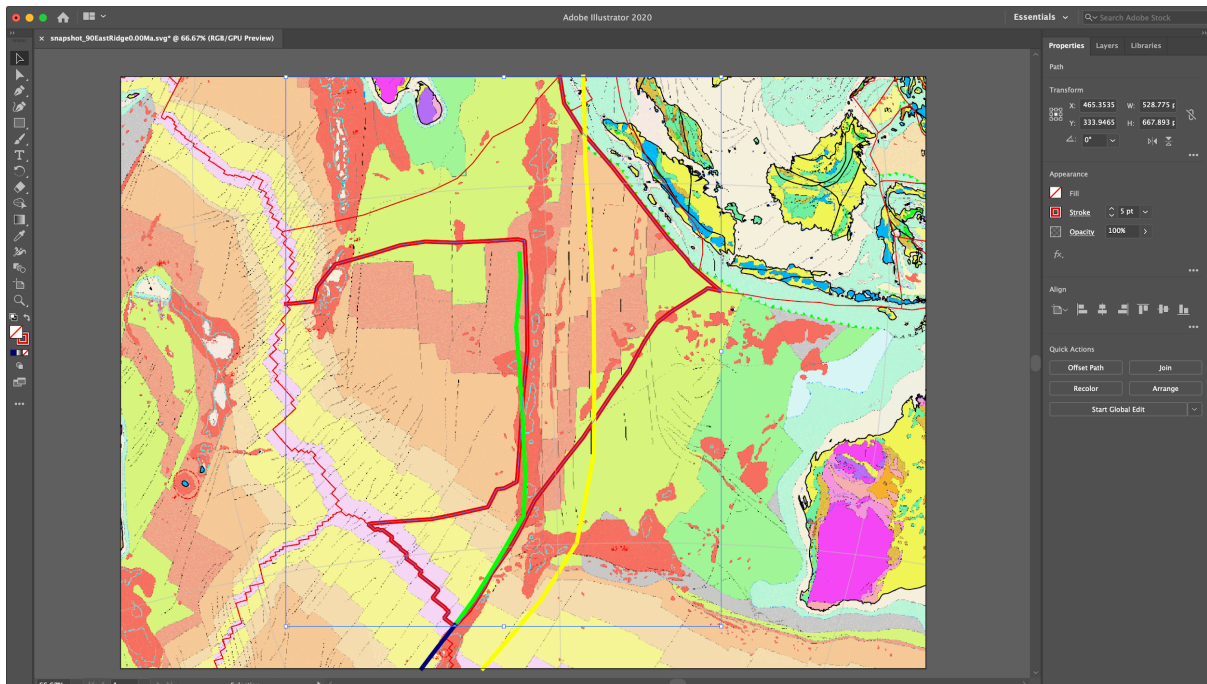 Adobe Illustrator 2020
Essentials
Search Adobe Stock
× snapshot_90EastRidge0.00Ma.svg* @ 66.67% (RGB/GPU Preview)
Properties Layers Libraries
Path
Transform
X: 465.3535 W: 528.775 p
Y: 333.9465 H: 667.893 p
0°
Appearance
Fill
Stroke 5 pt
Opacity 100%
fx.
Align
Quick Actions
Offset Path Join
Recolor Arrange
Start Global Edit